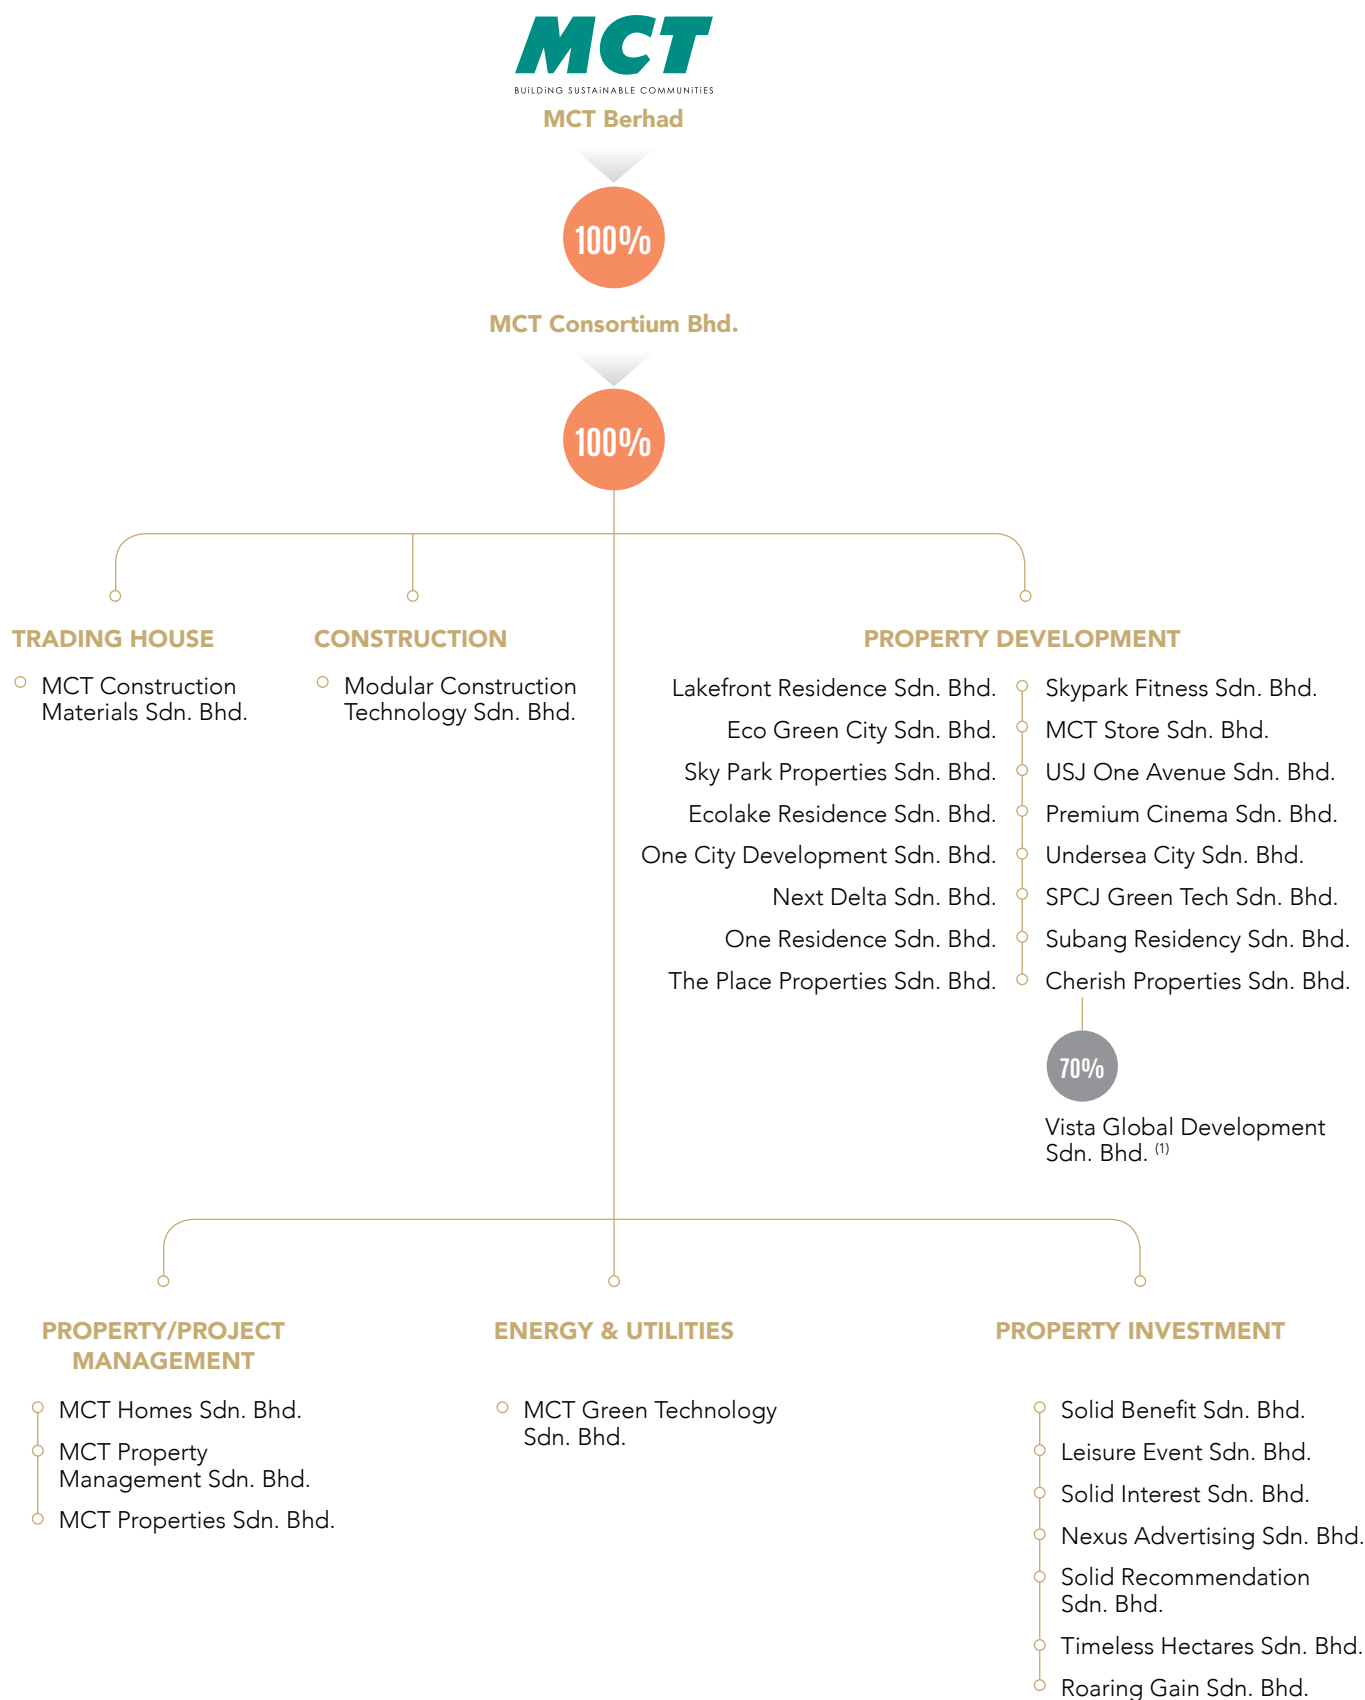 MCT
BUiLDiNG SUSTAiNABLE COMMUNiTiES
MCT Berhad
100%
MCT Consortium Bhd.
100%
TRADING HOUSE
MCT Construction
Materials Sdn. Bhd.
CONSTRUCTION
Modular Construction
Technology Sdn. Bhd.
PROPERTY DEVELOPMENT
Lakefront Residence Sdn. Bhd.
Eco Green City Sdn. Bhd.
Sky Park Properties Sdn. Bhd.
Ecolake Residence Sdn. Bhd.
One City Development Sdn. Bhd.
Next Delta Sdn. Bhd.
One Residence Sdn. Bhd.
The Place Properties Sdn. Bhd.
Skypark Fitness Sdn. Bhd.
MCT Store Sdn. Bhd.
USJ One Avenue Sdn. Bhd.
Premium Cinema Sdn. Bhd.
Undersea City Sdn. Bhd.
SPCJ Green Tech Sdn. Bhd.
Subang Residency Sdn. Bhd.
Cherish Properties Sdn. Bhd.
70%
Vista Global Development
Sdn. Bhd. (1)
PROPERTY/PROJECT
MANAGEMENT
MCT Homes Sdn. Bhd.
MCT Property
Management Sdn. Bhd.
MCT Properties Sdn. Bhd.
ENERGY & UTILITIES
MCT Green Technology
Sdn. Bhd.
PROPERTY INVESTMENT
Solid Benefit Sdn. Bhd.
Leisure Event Sdn. Bhd.
Solid Interest Sdn. Bhd.
Nexus Advertising Sdn. Bhd.
Solid Recommendation
Sdn. Bhd.
Timeless Hectares Sdn. Bhd.
Roaring Gain Sdn. Bhd.